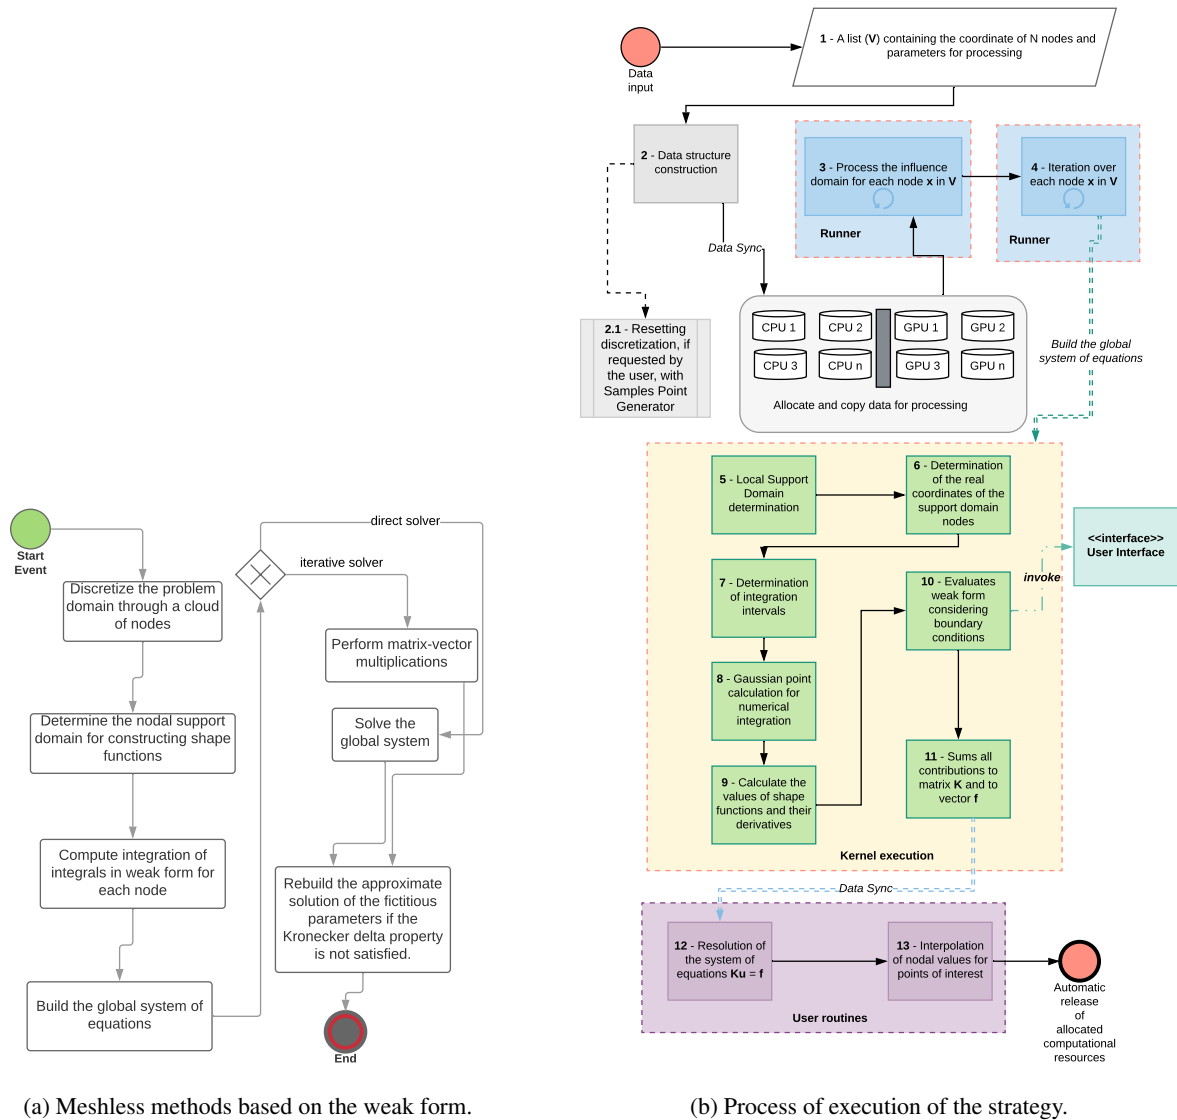 Start
Event
Discretize the problem
domain through a cloud
of nodes
Determine the nodal support
domain for constructing shape
functions
Compute integration of
integrals in weak form for
each node
Build the global system of
equations
direct solver
iterative solver
Perform matrix-vector
multiplications
Solve the
global system
Rebuild the approximate
solution of the fictitious
parameters if the
Kronecker delta property
is not satisfied.
End
(a) Meshless methods based on the weak form.
Data
input
1 - A list (V) containing the coordinate of N nodes and
parameters for processing
2 - Data structure
construction
2.1 - Resetting
discretization, if
requested by
the user, with
Samples Point
Generator
Data Sync
3 - Process the influence
domain for each node x in V
Runner
4 - Iteration over
each node x in V
Runner
CPU 1
CPU 2
GPU 1
GPU 2
CPU 3
CPU n
GPU 3
GPU n
Allocate and copy data for processing
Build the global
system of equations
5 - Local Support
Domain
determination
6 - Determination
of the real
coordinates of the
support domain
nodes
7 - Determination
of integration
intervals
8 - Gaussian point
calculation for
numerical
integration
9 - Calculate the
values of shape
functions and their
derivatives
10 - Evaluates
weak form
considering
boundary
conditions
invoke
<<interface>>
User Interface
11 - Sums all
contributions to
matrix K and to
vector f
Kernel execution
Data Sync
12 - Resolution of
the system of
equations Ku = f
13 - Interpolation
of nodal values for
points of interest
User routines
Automatic
release
of
allocated
computational
resources
(b) Process of execution of the strategy.